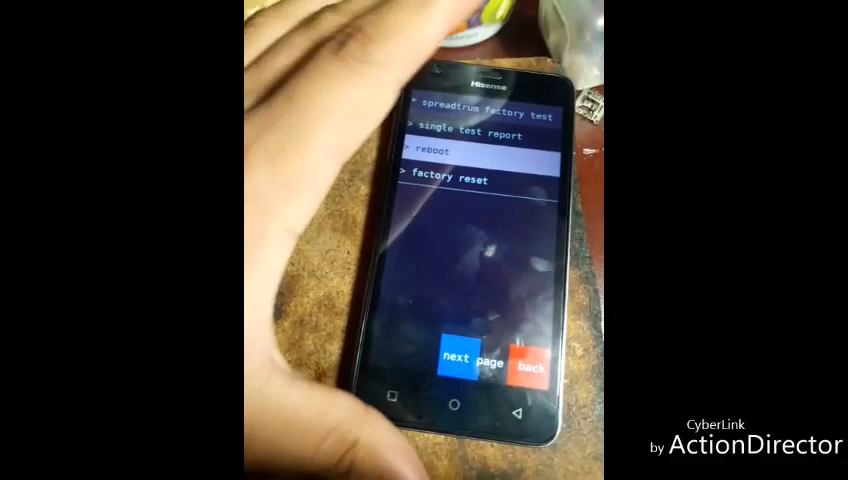 Hisense
> spreadtrum factory test
> single test report
> reboot
> factory reset
next page back
CyberLink
by ActionDirector